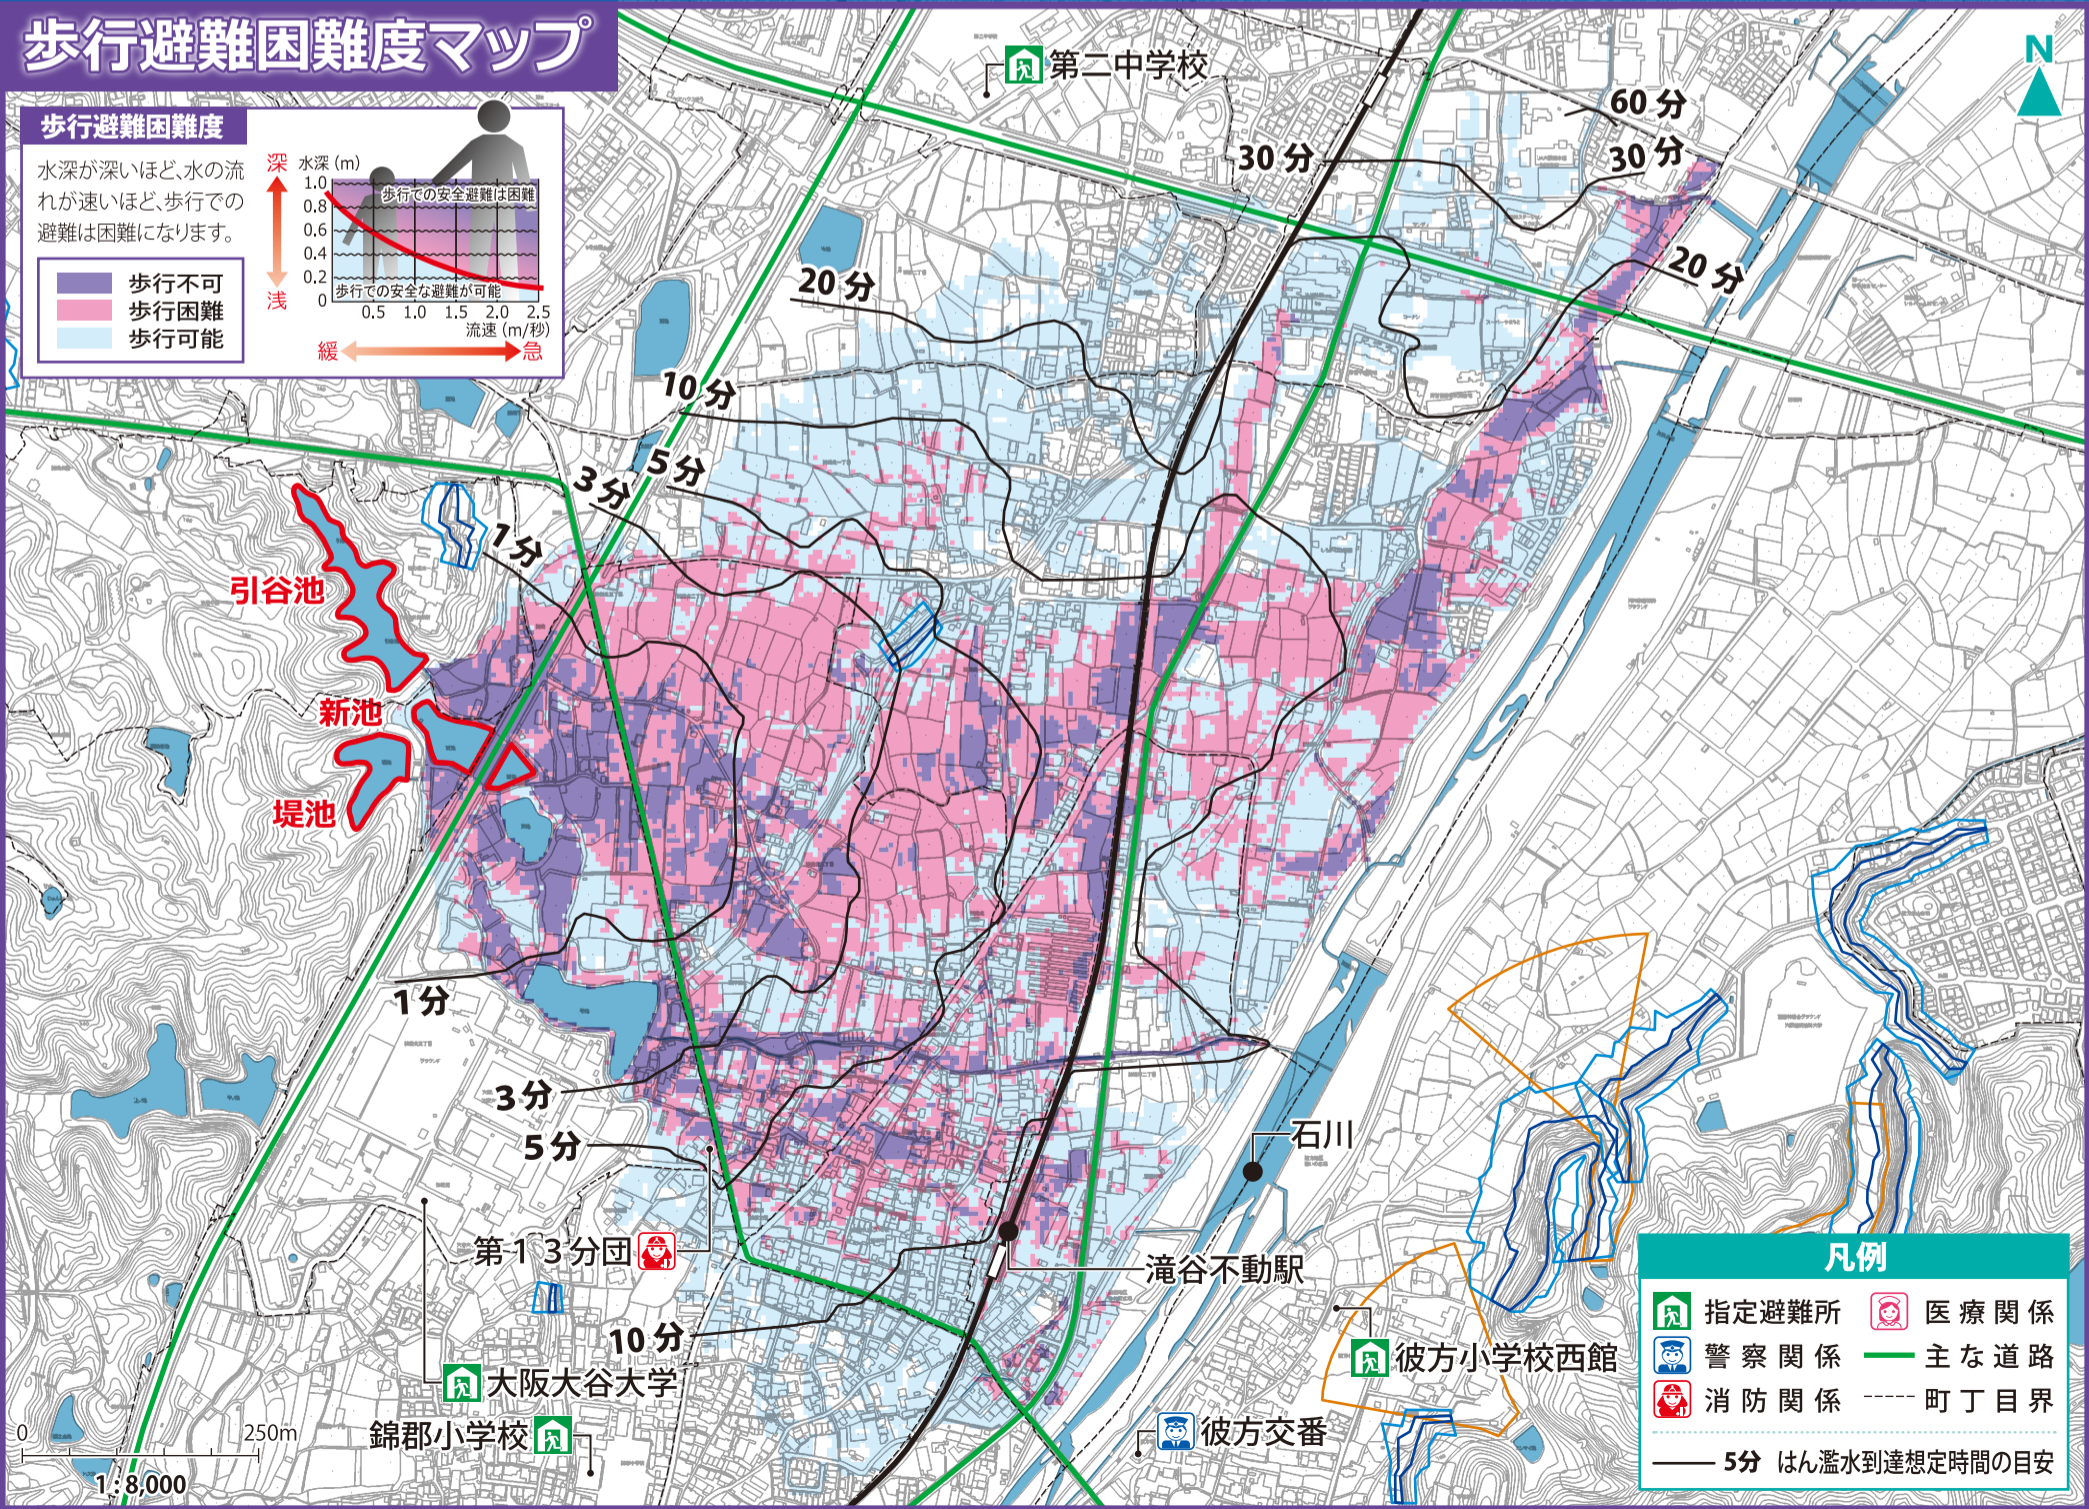 歩行避難困難度マップ
歩行避難困難度
水深が深いほど、水の流
れが速いほど、歩行での
避難は困難になります。
歩行不可
歩行困難
歩行可能
深
浅
水深(m)
1.0
0.8
0.6
0.4
0.2
0
歩行での安全避難は困難
歩行での安全な避難が可能
0.5 1.0 1.5 2.0 2.5
流速(m/秒)
緩
急
N
第二中学校
60分
30分
30分
20分
20分
10分
5分
3分
1分
引谷池
新池
堤池
1分
3分
5分
石川
第13分団
滝谷不動駅
10分
大阪大谷大学
彼方小学校西館
錦郡小学校
彼方交番
0 250m
1:8,000
凡例
指定避難所
医療関係
警察関係
主な道路
消防関係
町丁目界
5分 はん濫水到達想定時間の目安